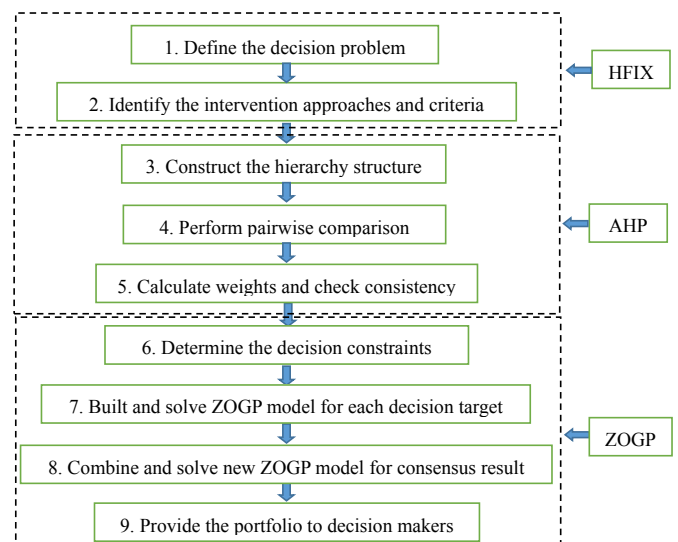 1. Define the decision problem
HFIX
2. Identify the intervention approaches and criteria
3. Construct the hierarchy structure
4. Perform pairwise comparison
AHP
5. Calculate weights and check consistency
6. Determine the decision constraints
7. Built and solve ZOGP model for each decision target
ZOGP
8. Combine and solve new ZOGP model for consensus result
9. Provide the portfolio to decision makers